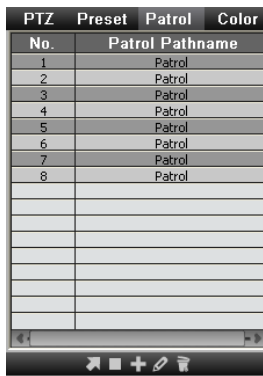 PTZ Preset Patrol Color
No. Patrol Pathname
1 Patrol
2 Patrol
3 Patrol
4 Patrol
5 Patrol
6 Patrol
7 Patrol
8 Patrol